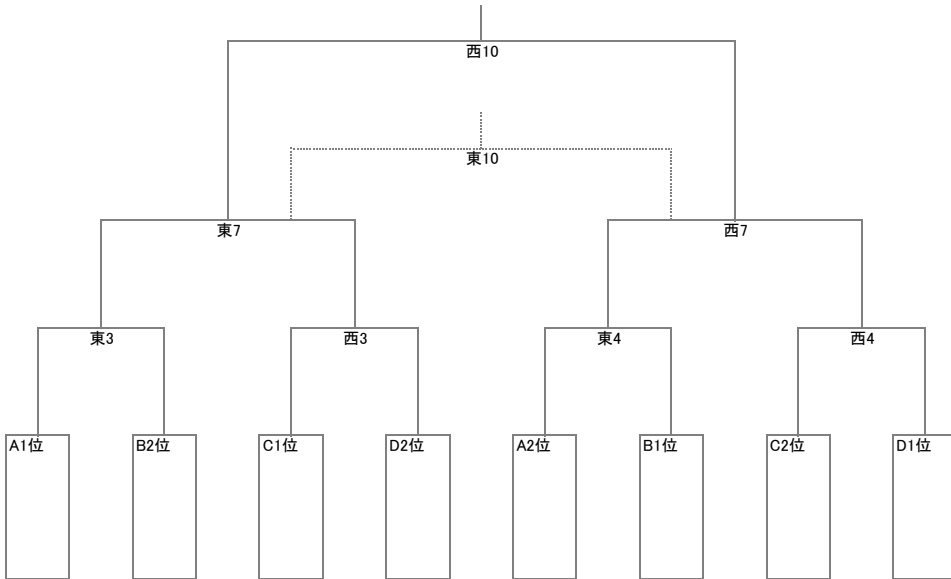 西10
東10
東7
西7
東3
西3
東4
西4
A1位
B2位
C1位
D2位
A2位
B1位
C2位
D1位